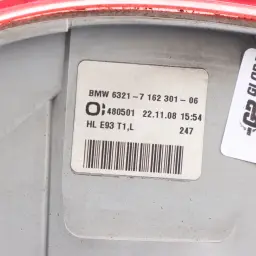 BMW 6321-7 162 301-06
480501 22.11.08 15:54
HL E93 T1,L 247